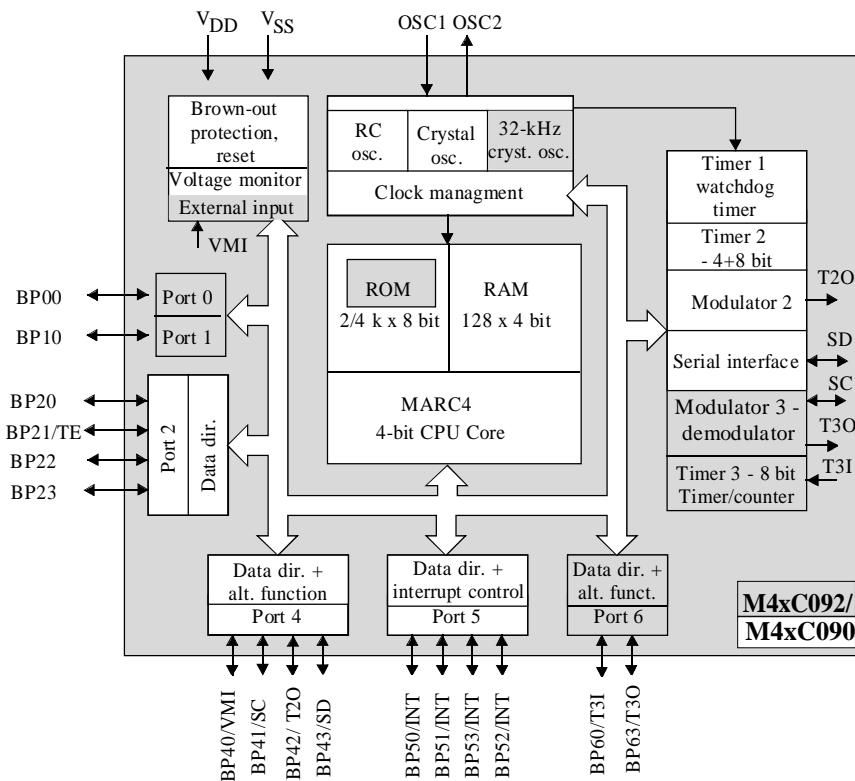 V DD
V SS
OSC1 OSC2
Brown-out
protection,
reset
Voltage monitor
External input
VMI
RC
osc.
Crystal
osc.
32-kHz
cryst. osc.
Clock managment
Timer 1
watchdog
timer
Timer 2
- 4+8 bit
Modulator 2
Serial interface
Modulator 3 -
demodulator
Timer 3 - 8 bit
Timer/counter
T2O
SD
SC
T3O
T3I
ROM
2/4 k x 8 bit
RAM
128 x 4 bit
MARC4
4-bit CPU Core
BP00
BP10
Port 0
Port 1
BP20
BP21/TE
BP22
BP23
Port 2
Data dir.
Data dir. +
alt. function
Port 4
Data dir. +
interrupt control
Port 5
Data dir. +
alt. funct.
Port 6
M4xC092/
M4xC090
BP40/VMI
BP41/SC
BP42/ T2O
BP43/SD
BP50/INT
BP51/INT
BP53/INT
BP52/INT
BP60/T3I
BP63/T3O